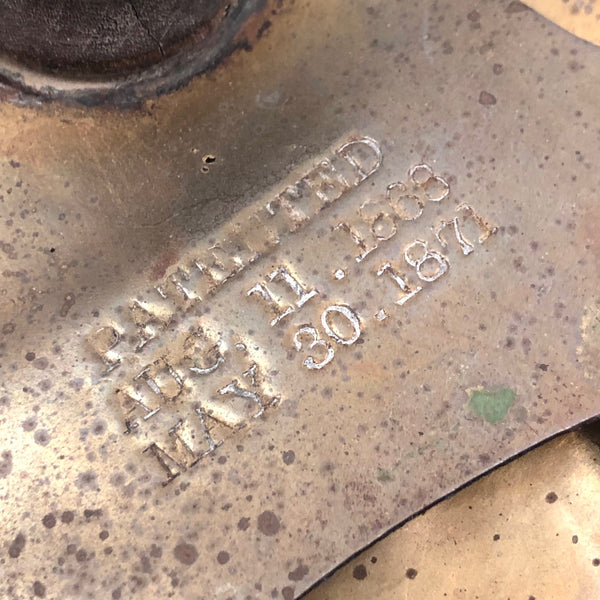 PATENTED
AUG. 11. 1868
MAY 30. 1871